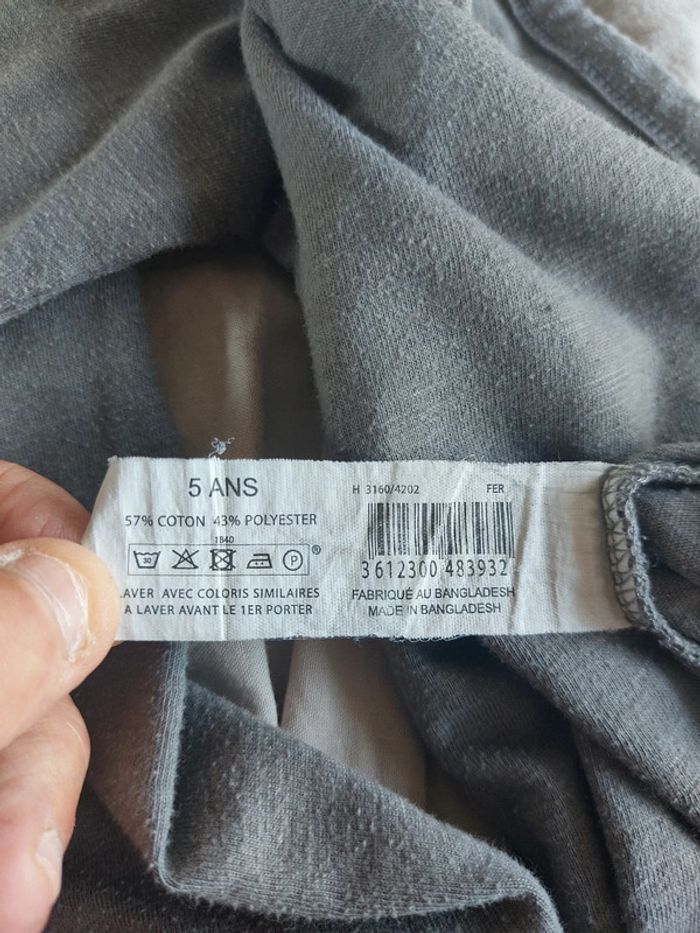 5 ANS
57% COTON 43% POLYESTER
1840
30 P ®
LAVER AVEC COLORIS SIMILAIRES
A LAVER AVANT LE 1ER PORTER
H 3160/4202 FER
3 612300 483932
FABRIQUÉ AU BANGLADESH
MADE IN BANGLADESH